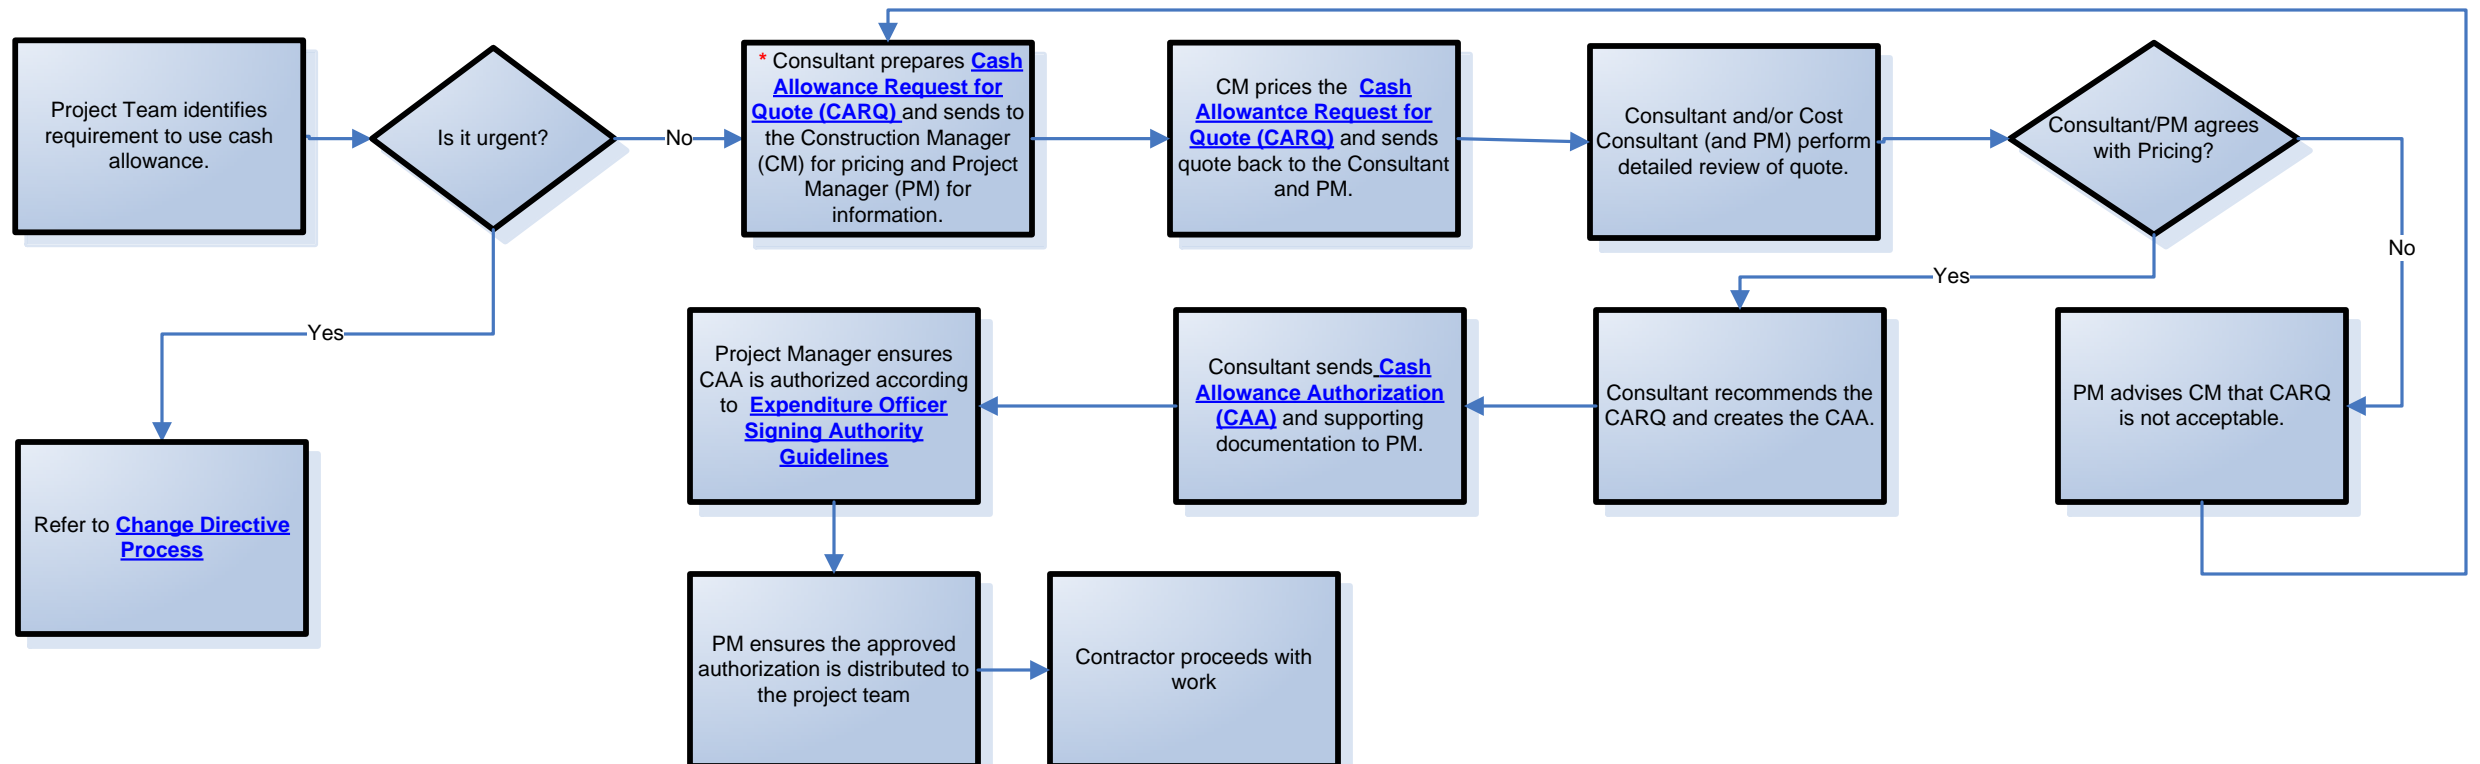 Project Team identifies
requirement to use cash
allowance.
Is it urgent?
No
* Consultant prepares Cash
Allowance Request for
Quote (CARQ) and sends to
the Construction Manager
(CM) for pricing and Project
Manager (PM) for
information.
CM prices the Cash
Allowantce Request for
Quote (CARQ) and sends
quote back to the Consultant
and PM.
Consultant and/or Cost
Consultant (and PM) perform
detailed review of quote.
Consultant/PM agrees
with Pricing?
No
Yes
Yes
Project Manager ensures
CAA is authorized according
to Expenditure Officer
Signing Authority
Guidelines
Consultant sends Cash
Allowance Authorization
(CAA) and supporting
documentation to PM.
Consultant recommends the
CARQ and creates the CAA.
PM advises CM that CARQ
is not acceptable.
Refer to Change Directive
Process
PM ensures the approved
authorization is distributed to
the project team
Contractor proceeds with
work